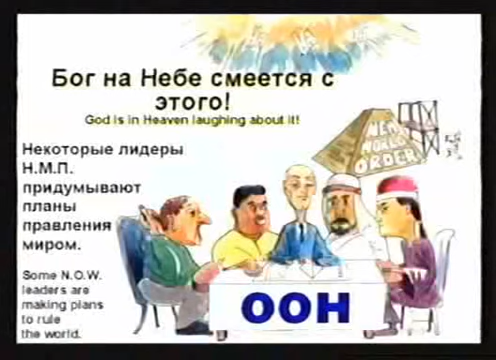 Бог на Небе смеется с
этого!
God is in Heaven laughing about it!
Некоторые лидеры
Н.М.П.
придумывают
планы
правления
миром.
NEW
WORLD
ORDER
Some N.O.W.
leaders are
making plans
to rule
the world.
ООН